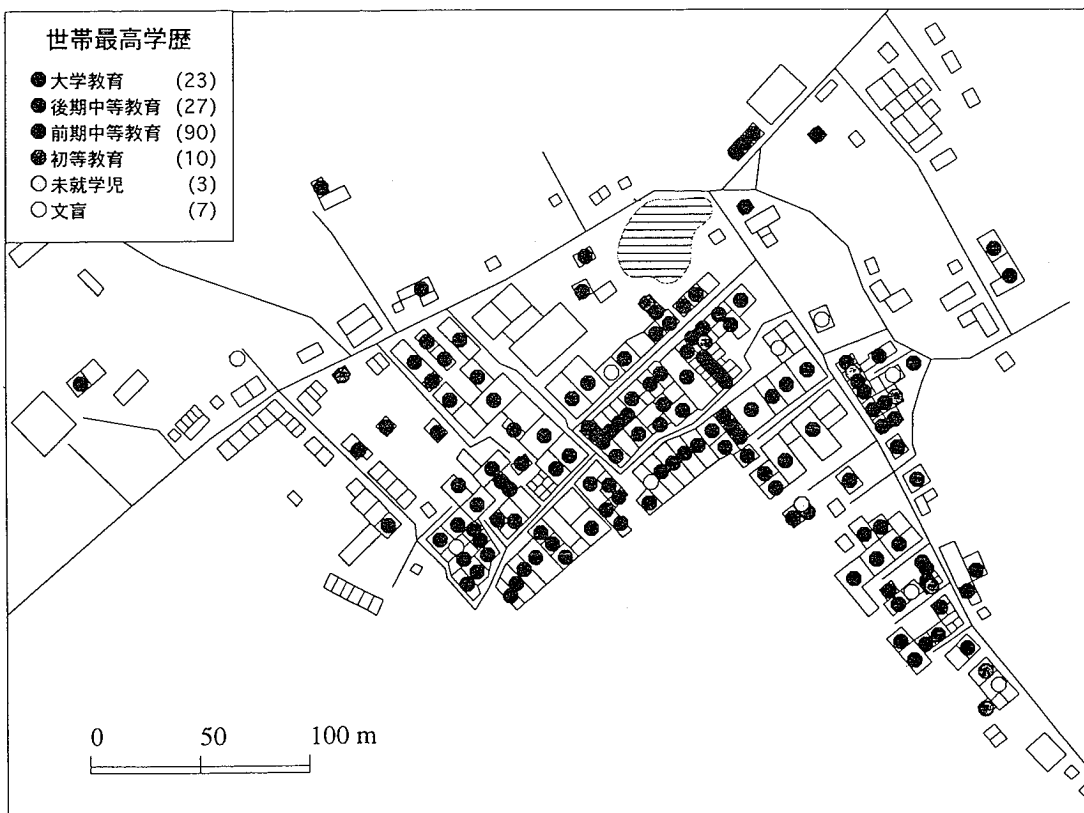 世帯最高学歴
大学教育 (23)
後期中等教育 (27)
前期中等教育 (90)
初等教育 (10)
未就学児 (3)
文盲 (7)
0 50 100 m